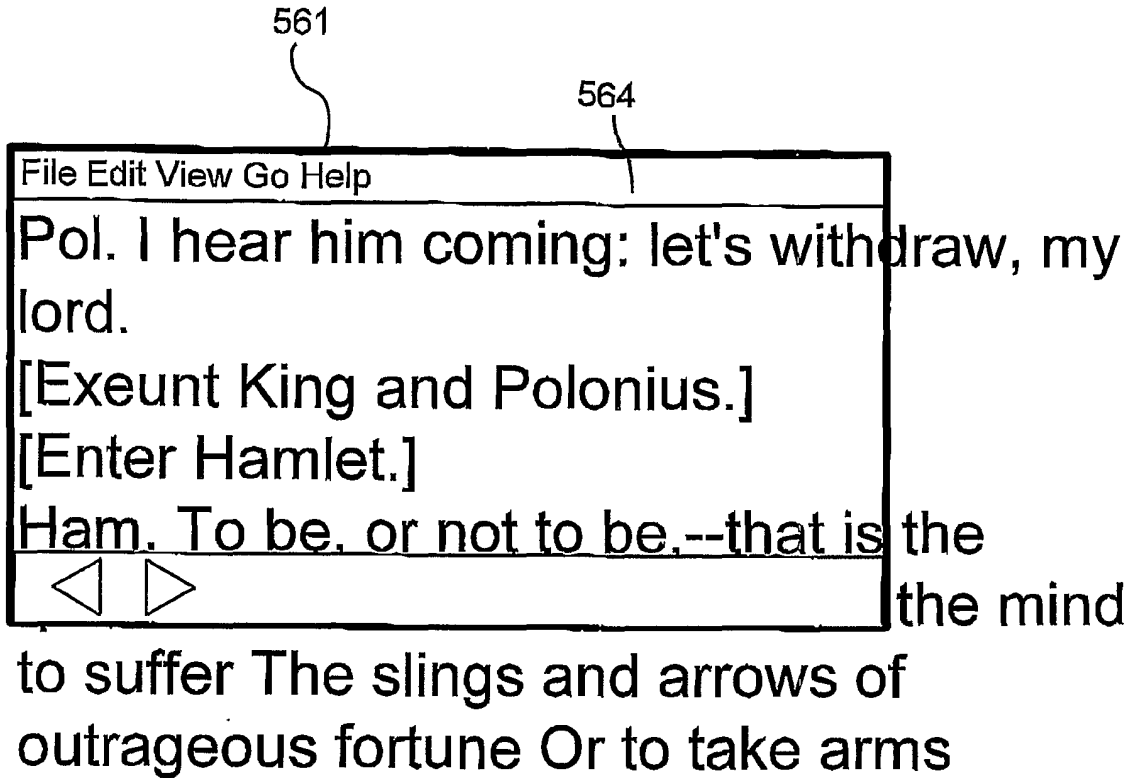 561
564
File Edit View Go Help
Pol. I hear him coming: let's withdraw, my
lord.
[Exeunt King and Polonius.]
[Enter Hamlet.]
Ham. To be, or not to be,--that is the
the mind
to suffer The slings and arrows of
outrageous fortune Or to take arms